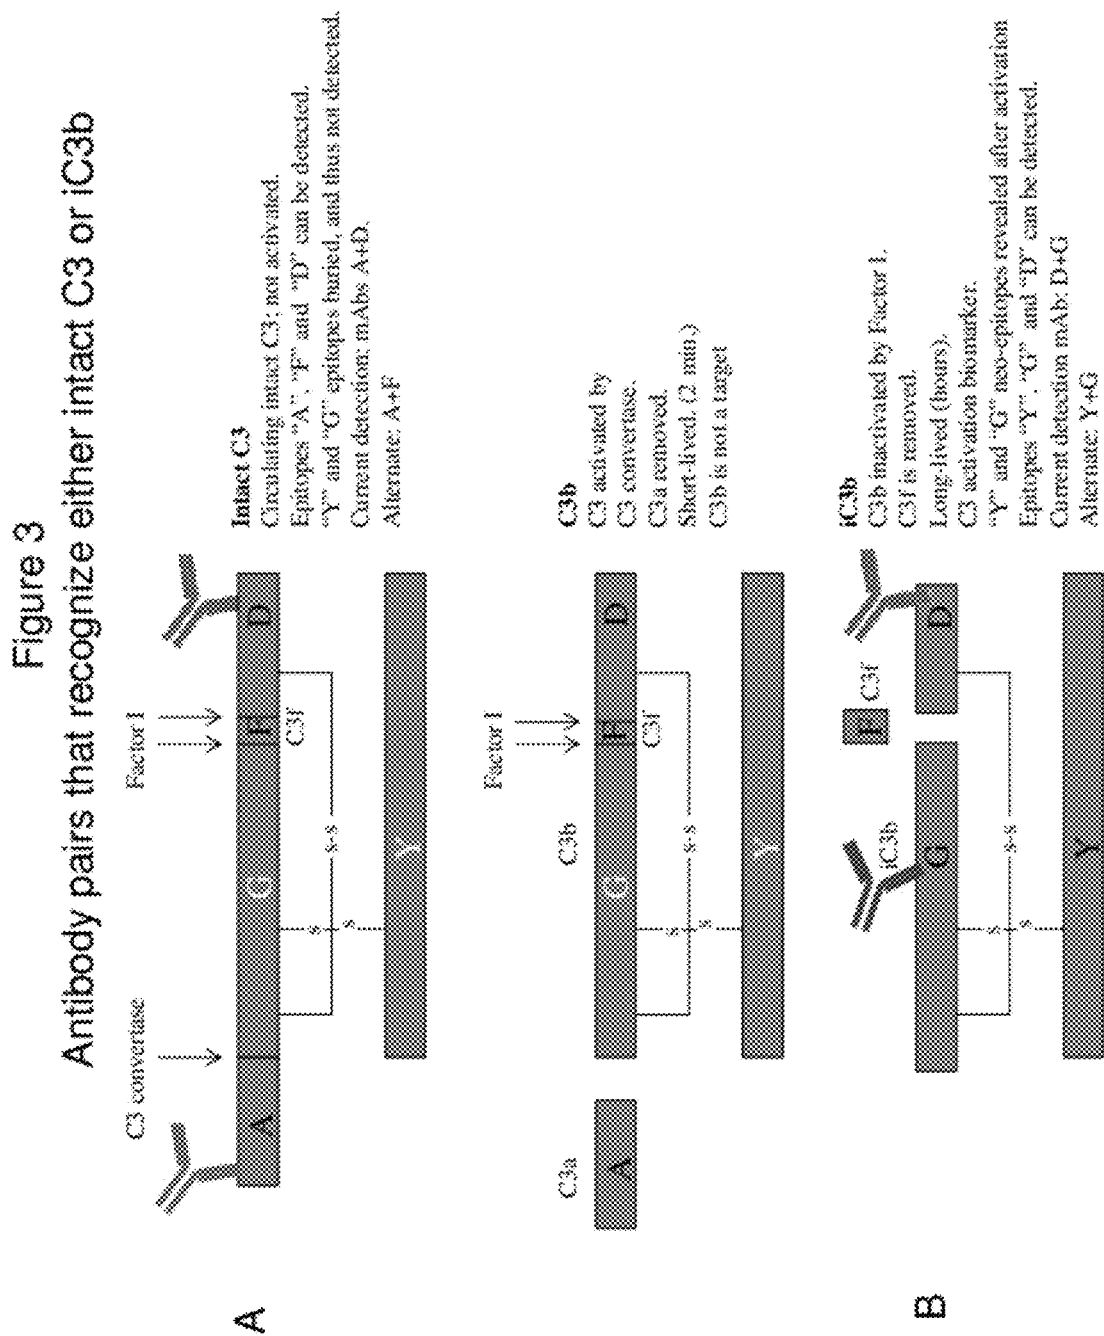 Figure 3
Antibody pairs that recognize either intact C3 or iC3b
A
C3 convertase
Factor I
A
G
F
D
C3f
s
s
s-s
Y
Intact C3
Circulating intact C3; not activated.
Epitopes "A", "F" and "D" can be detected.
"Y" and "G" epitopes buried, and thus not detected.
Current detection: mAbs A+D.
Alternate: A+F
C3a
A
C3b
Factor I
G
F
D
C3f
s
s
s-s
Y
C3b
C3 activated by
C3 convertase.
C3a removed.
Short-lived. (2 min.)
C3b is not a target
B
iC3b
G
F
C3f
D
s
s
s-s
Y
iC3b
C3b inactivated by Factor I.
C3f is removed.
Long-lived (hours).
C3 activation biomarker.
"Y" and "G" neo-epitopes revealed after activation
Epitopes "Y", "G" and "D" can be detected.
Current detection mAb: D+G
Alternate: Y+G